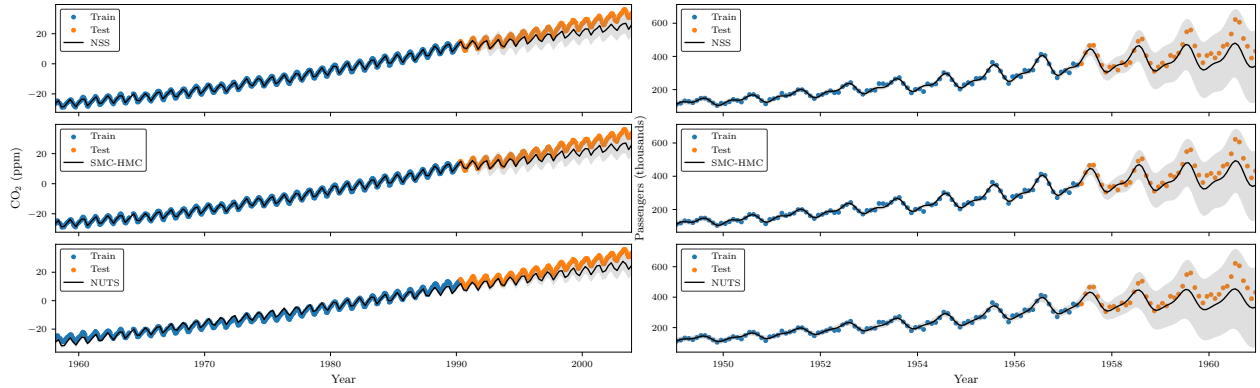 Train
Test
NSS
20
0
−20
Train
Test
SMC-HMC
20
0
−20
Train
Test
NUTS
20
0
−20
1960
1970
1980
1990
2000
Year
CO₂ (ppm)
Train
Test
NSS
600
400
200
Train
Test
SMC-HMC
600
400
200
Train
Test
NUTS
600
400
200
1950
1952
1954
1956
1958
1960
Year
Passengers (thousands)